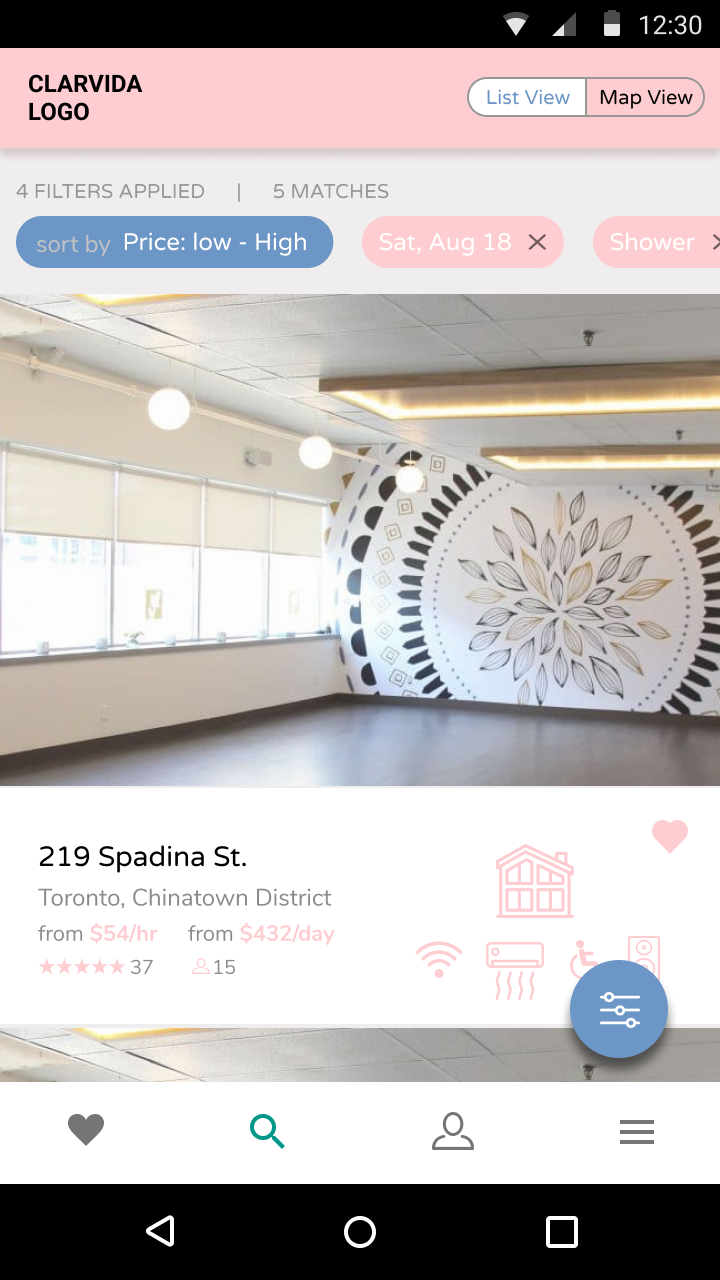 12:30
CLARVIDA
LOGO
List View
Map View
4 FILTERS APPLIED | 5 MATCHES
sort by Price: low - High
Sat, Aug 18
Shower
219 Spadina St.
Toronto, Chinatown District
from $54/hr from $432/day
37 15